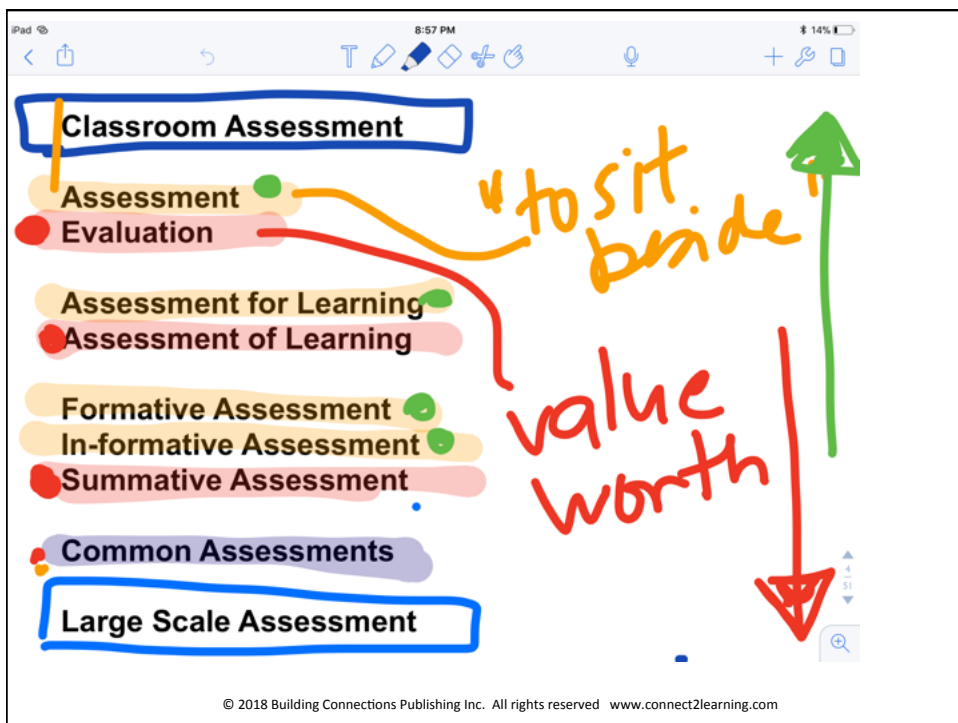 iPad
8:57 PM
14%
T
Classroom Assessment
Assessment
Evaluation
"to sit
beside"
Assessment for Learning
Assessment of Learning
Formative Assessment
In-formative Assessment
Summative Assessment
value
worth
Common Assessments
4
51
Large Scale Assessment
© 2018 Building Connections Publishing Inc. All rights reserved www.connect2learning.com